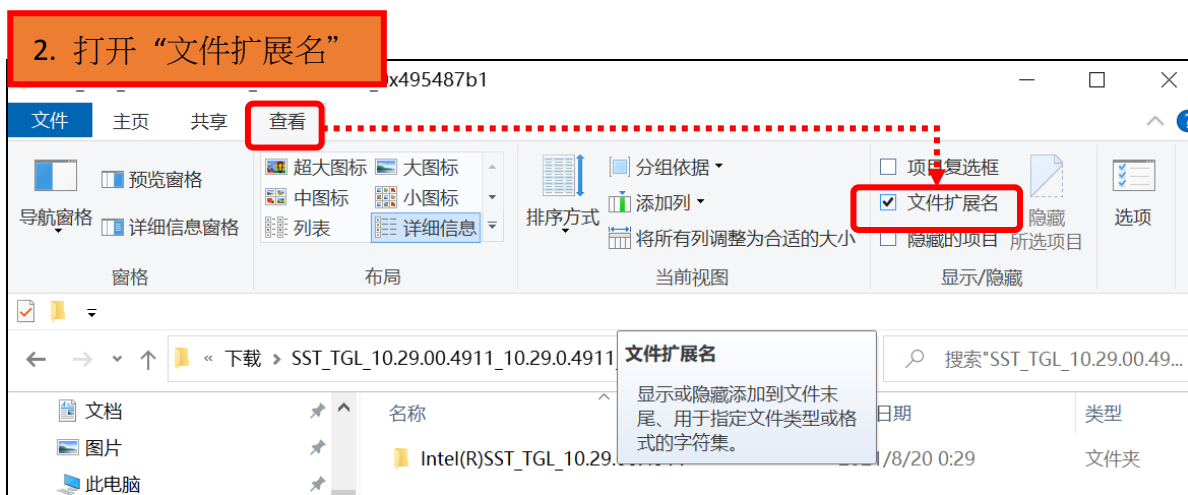 2. 打开“文件扩展名”
0x495487b1
文件 主页 共享 查看
导航窗格
预览窗格
详细信息窗格
窗格
超大图标 大图标
中图标 小图标
列表 详细信息
布局
排序方式
分组依据
添加列
将所有列调整为合适的大小
当前视图
项目复选框
文件扩展名
隐藏的项目
隐藏
所选项目
显示/隐藏
选项
« 下载 > SST_TGL_10.29.00.4911_10.29.0.4911
搜索"SST_TGL_10.29.00.49...
文件扩展名
显示或隐藏添加到文件末
尾、用于指定文件类型或格
式的字符集。
文档
图片
此电脑
名称 日期 类型
Intel(R)SST_TGL_10.29. /8/20 0:29 文件夹